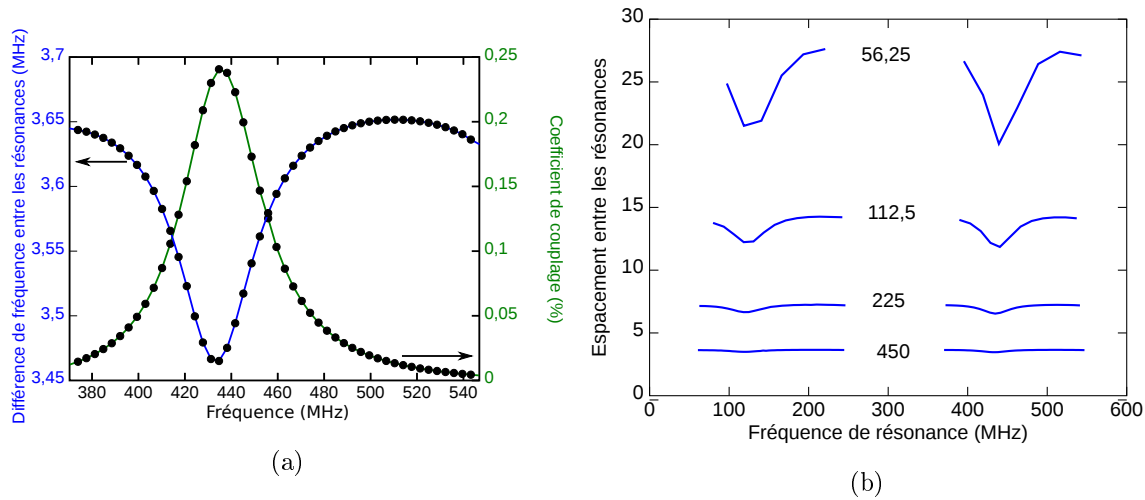 3,7
3,65
3,6
3,55
3,5
3,45
Différence de fréquence entre les résonances (MHz)
0,25
0,2
0,15
0,1
0,05
0
Coefficient de couplage (%)
380 400 420 440 460 480 500 520 540
Fréquence (MHz)
(a)
30
25
20
15
10
5
0
Espacement entre les résonances
56,25
112,5
225
450
0 100 200 300 400 500 600
Fréquence de résonance (MHz)
(b)